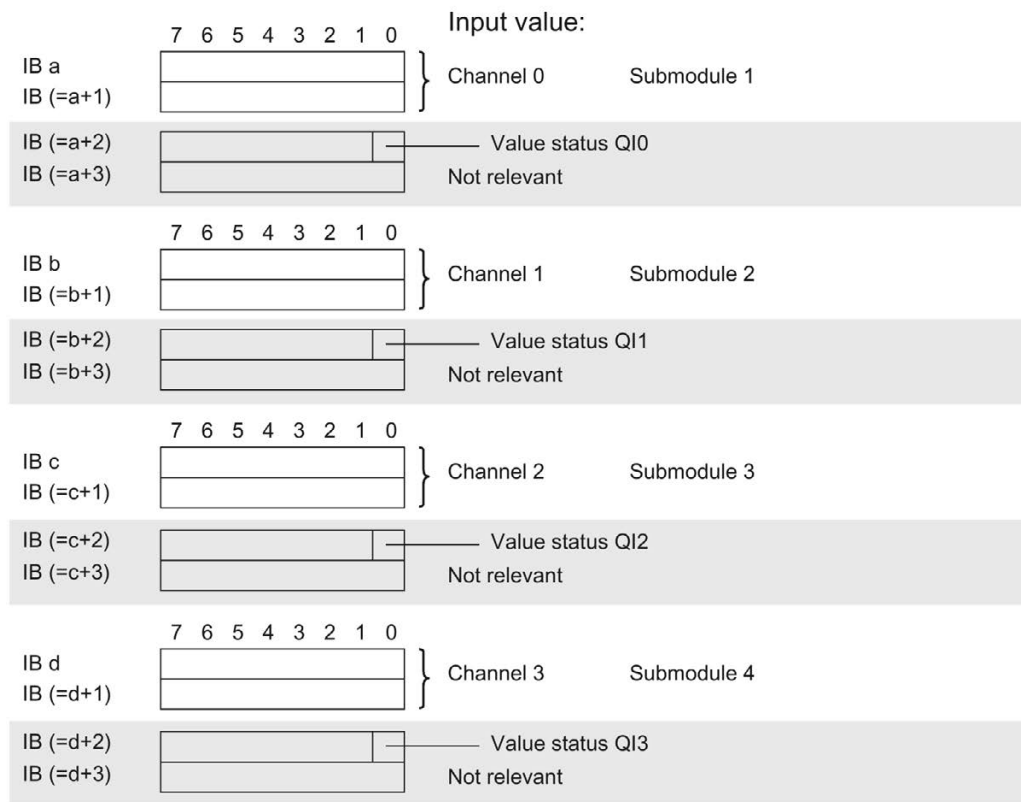 Input value:
7 6 5 4 3 2 1 0
IB a
IB (=a+1)
Channel 0 Submodule 1
IB (=a+2) Value status QI0
IB (=a+3) Not relevant
7 6 5 4 3 2 1 0
IB b
IB (=b+1)
Channel 1 Submodule 2
IB (=b+2) Value status QI1
IB (=b+3) Not relevant
7 6 5 4 3 2 1 0
IB c
IB (=c+1)
Channel 2 Submodule 3
IB (=c+2) Value status QI2
IB (=c+3) Not relevant
7 6 5 4 3 2 1 0
IB d
IB (=d+1)
Channel 3 Submodule 4
IB (=d+2) Value status QI3
IB (=d+3) Not relevant